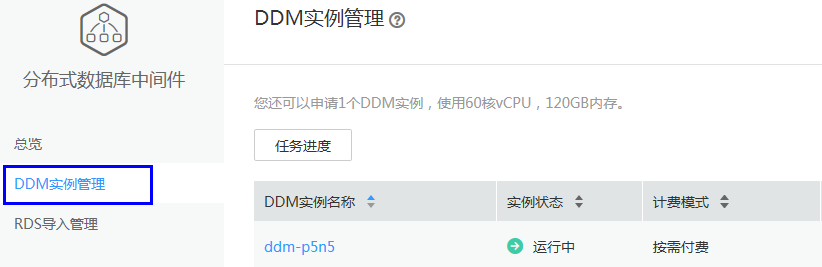 分布式数据库中间件
总览
DDM实例管理
RDS导入管理
DDM实例管理
您还可以申请1个DDM实例，使用60核vCPU，120GB内存。
任务进度
DDM实例名称 实例状态 计费模式
ddm-p5n5 运行中 按需付费